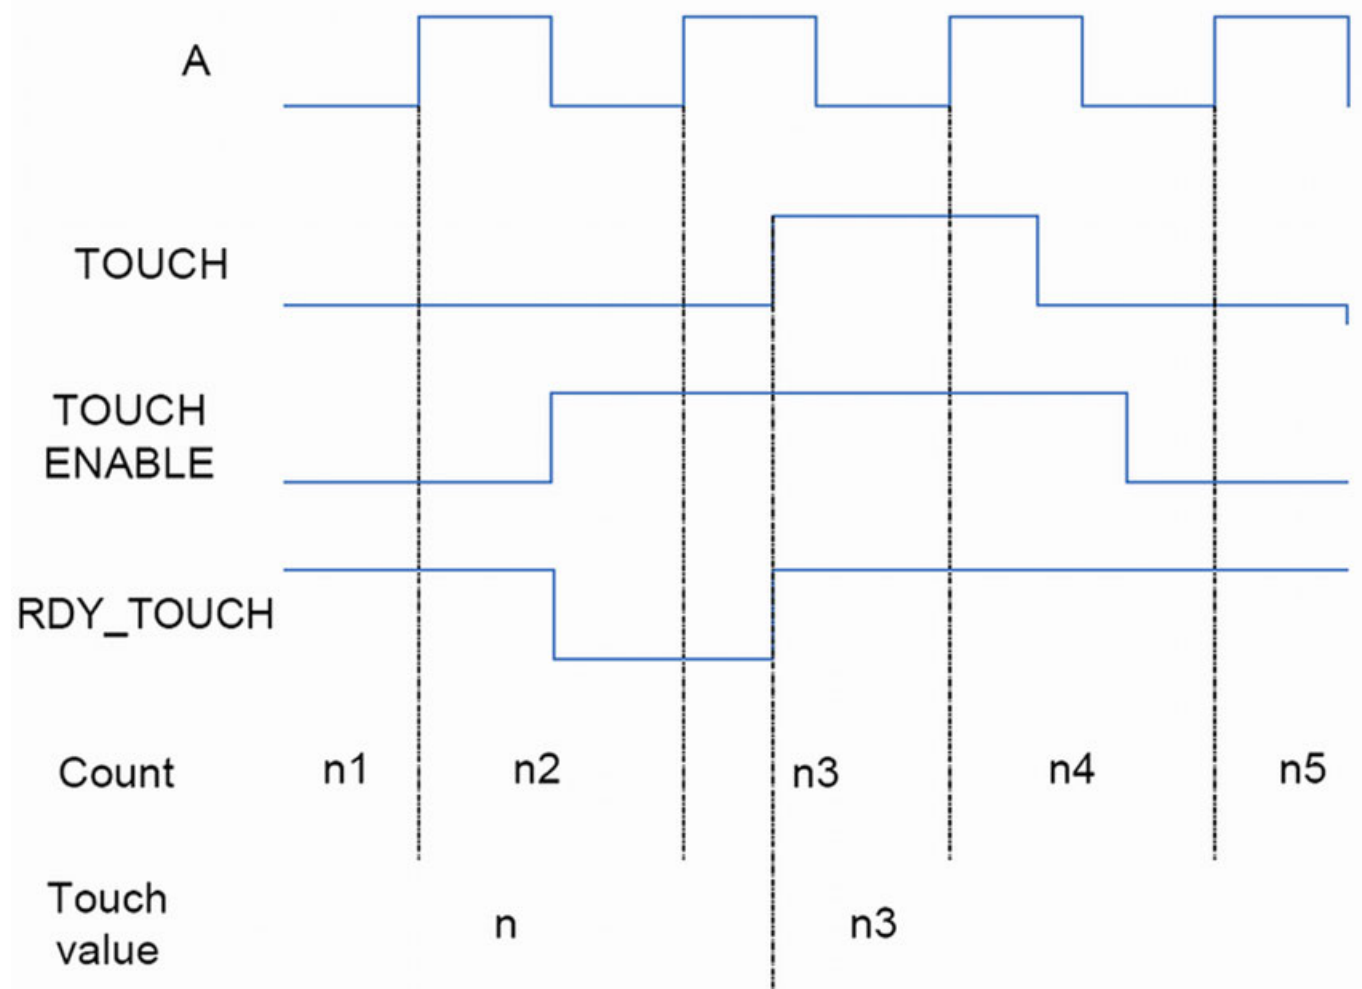 A
TOUCH
TOUCH
ENABLE
RDY_TOUCH
Count n1 n2 n3 n4 n5
Touch
value n n3